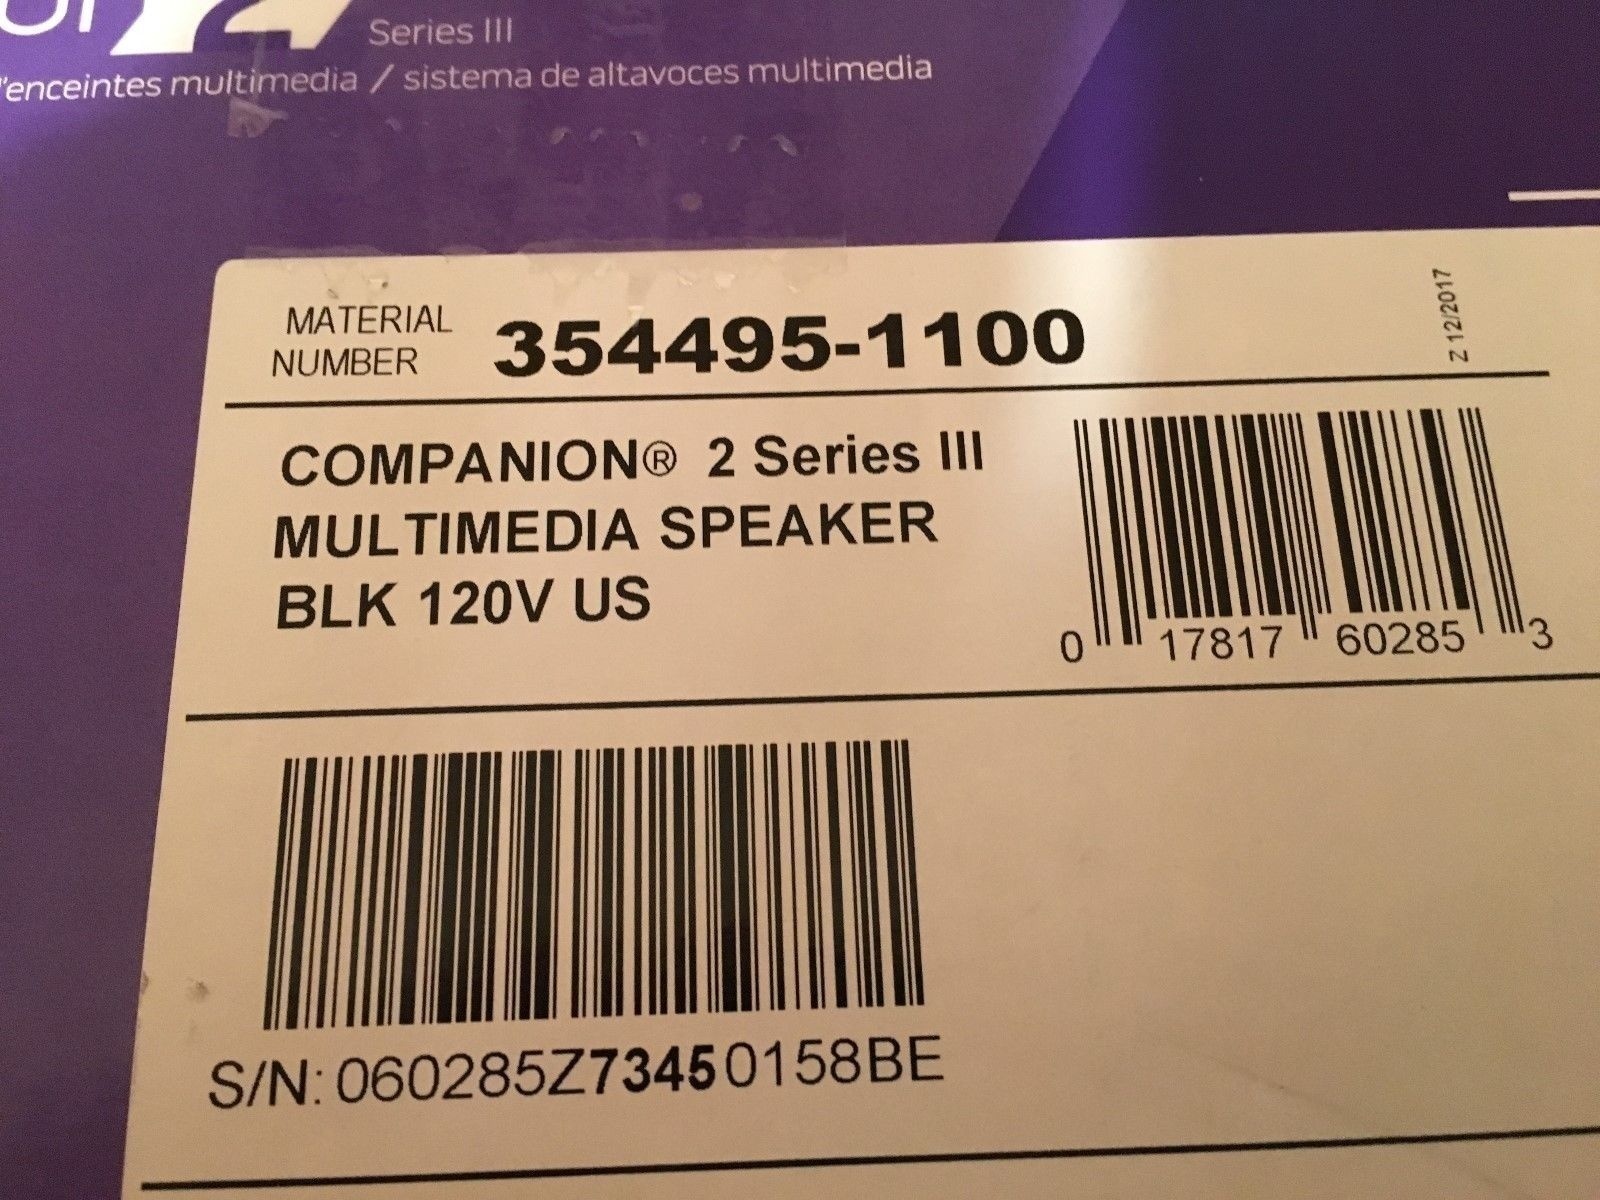 2
Series III
d'enceintes multimedia / sistema de altavoces multimedia
MATERIAL NUMBER 354495-1100
Z 12/2017
COMPANION® 2 Series III
MULTIMEDIA SPEAKER
BLK 120V US
0 17817 60285 3
S/N: 060285Z73450158BE